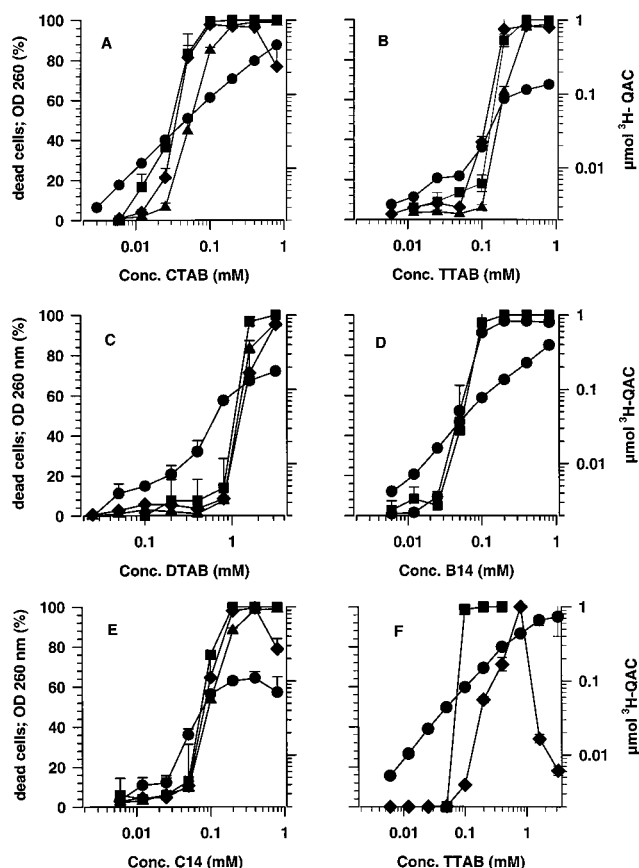 A
B
dead cells; OD 260 (%)
100
80
60
40
20
0
0.01
0.1
1
Conc. CTAB (mM)
0.01
0.1
1
Conc. TTAB (mM)
1
0.1
0.01
0.005
µmol ³H- QAC
C
D
dead cells; OD 260 nm (%)
100
80
60
40
20
0
0.1
1
Conc. DTAB (mM)
0.01
0.1
1
Conc. B14 (mM)
1
0.1
0.005
µmol ³H-QAC
E
F
dead cells; OD 260 nm (%)
100
80
60
40
20
0
0.01
0.1
1
Conc. C14 (mM)
0.01
0.1
1
Conc. TTAB (mM)
1
0.1
0.005
µmol ³H-QAC